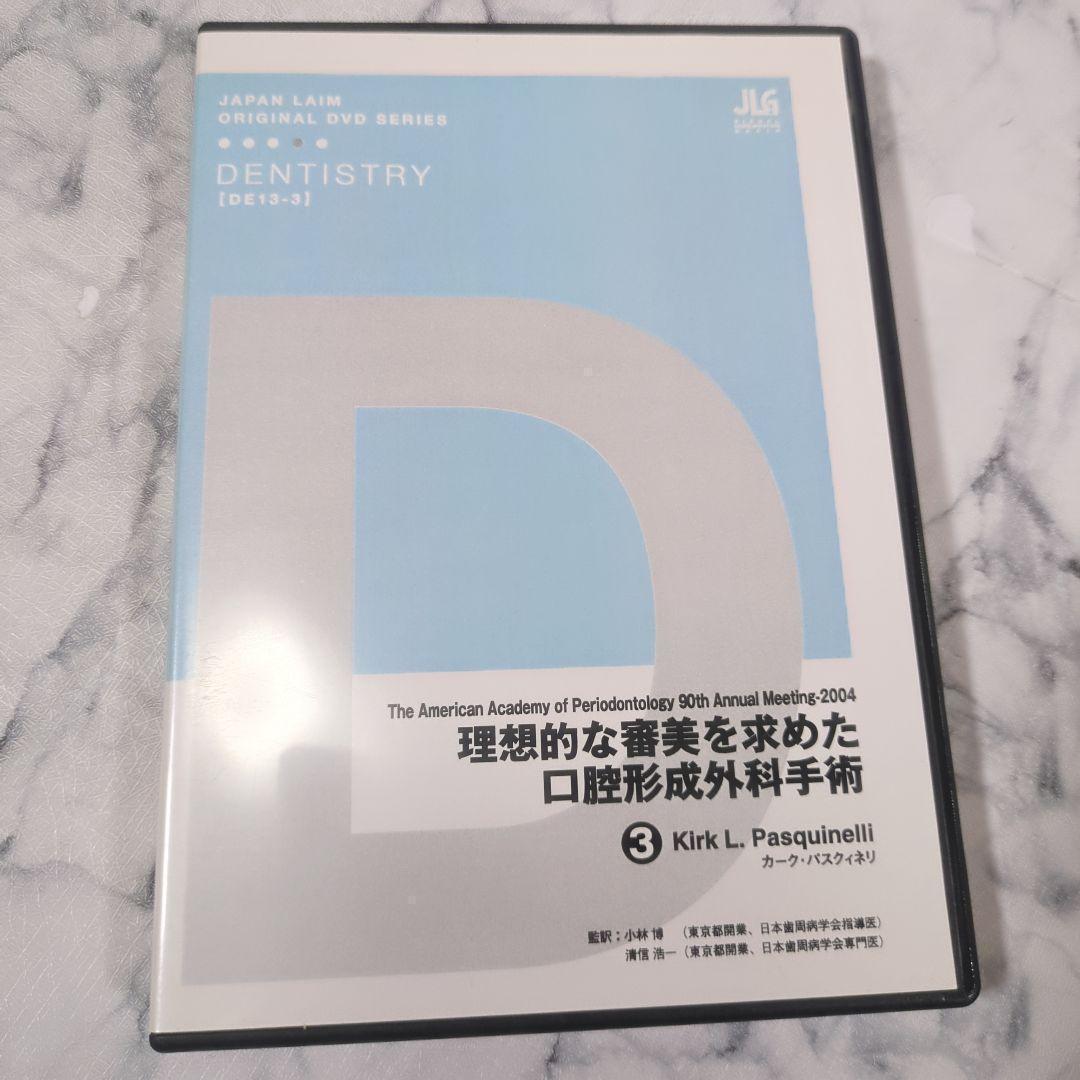 JAPAN LAIM
ORIGINAL DVD SERIES
DENTISTRY
[DE13-3]
JLG
The American Academy of Periodontology 90th Annual Meeting-2004
理想的な審美を求めた
口腔形成外科手術
❸ Kirk L. Pasquinelli
カーク・パスクィネリ
監訳：小林 博 （東京都開業、日本歯周病学会指導医）
清信 浩一（東京都開業、日本歯周病学会専門医）